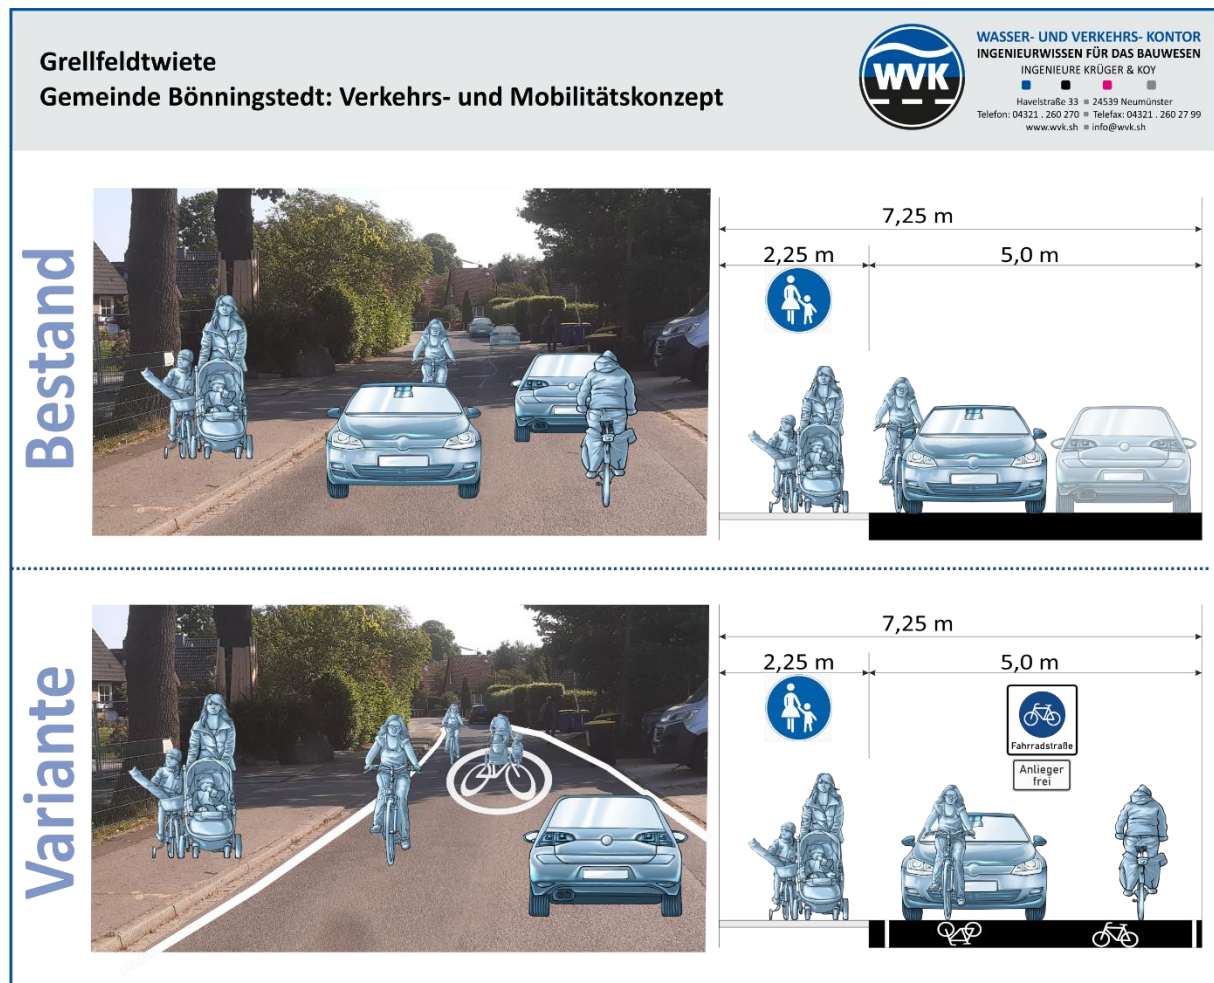 Grellfeldtwiete
Gemeinde Bönningstedt: Verkehrs- und Mobilitätskonzept
WVK
WASSER- UND VERKEHRS- KONTOR
INGENIEURWISSEN FÜR DAS BAUWESEN
INGENIEURE KRÜGER & KOY
Havelstraße 33 ■ 24539 Neumünster
Telefon: 04321 . 260 270 ■ Telefax: 04321 . 260 27 99
www.wvk.sh ■ info@wvk.sh
Bestand
7,25 m
2,25 m
5,0 m
Variante
7,25 m
2,25 m
5,0 m
Fahrradstraße
Anlieger
frei